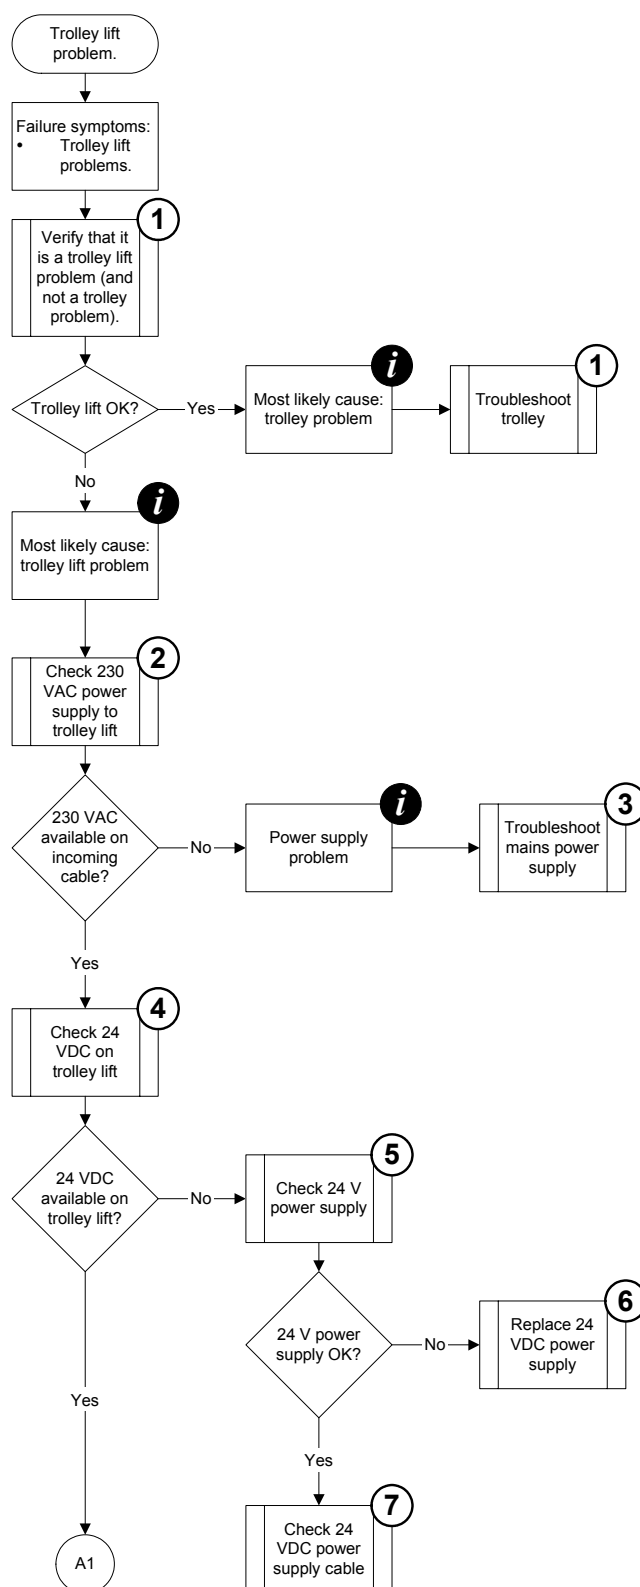 Trolley lift
problem.
Failure symptoms:
• Trolley lift
problems.
1
Verify that it
is a trolley lift
problem (and
not a trolley
problem).
Trolley lift OK?
Yes
i
Most likely cause:
trolley problem
1
Troubleshoot
trolley
No
i
Most likely cause:
trolley lift problem
2
Check 230
VAC power
supply to
trolley lift
230 VAC
available on
incoming
cable?
No
i
Power supply
problem
3
Troubleshoot
mains power
supply
Yes
4
Check 24
VDC on
trolley lift
24 VDC
available on
trolley lift?
No
5
Check 24 V
power supply
24 V power
supply OK?
No
6
Replace 24
VDC power
supply
Yes
Yes
7
Check 24
VDC power
supply cable
A1